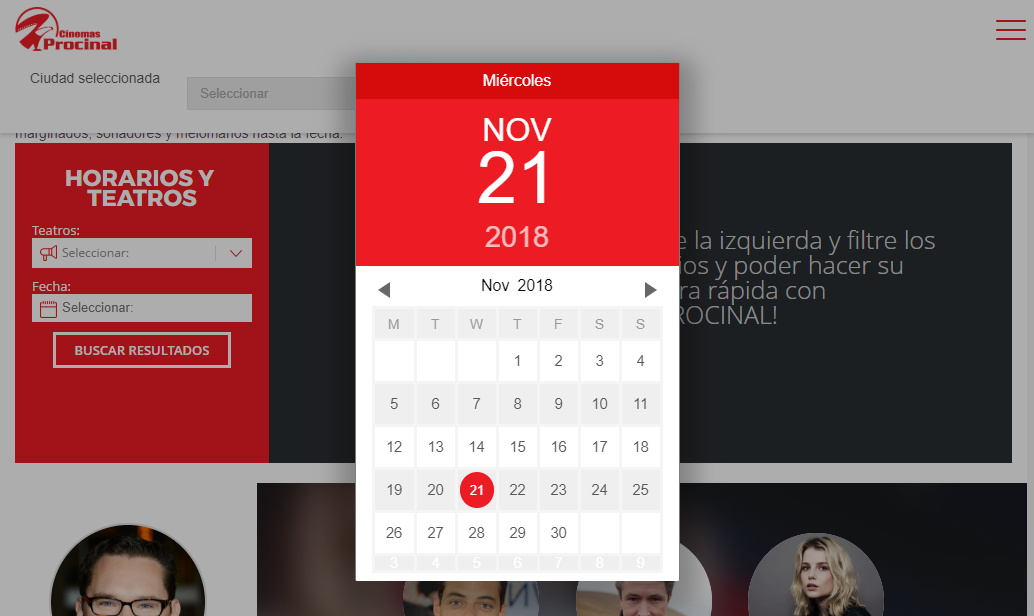 Cinemas
Procinal
Ciudad seleccionada
Seleccionar
marginados, soñadores y melómanos hasta la fecha.
HORARIOS Y
TEATROS
Teatros:
Seleccionar:
Fecha:
Seleccionar:
BUSCAR RESULTADOS
Miércoles
NOV
21
2018
Nov 2018
M T W T F S S
1 2 3 4
5 6 7 8 9 10 11
12 13 14 15 16 17 18
19 20 21 22 23 24 25
26 27 28 29 30
3 4 5 6 7 8 9
e la izquierda y filtre los
ios y poder hacer su
ra rápida con
ROCINAL!